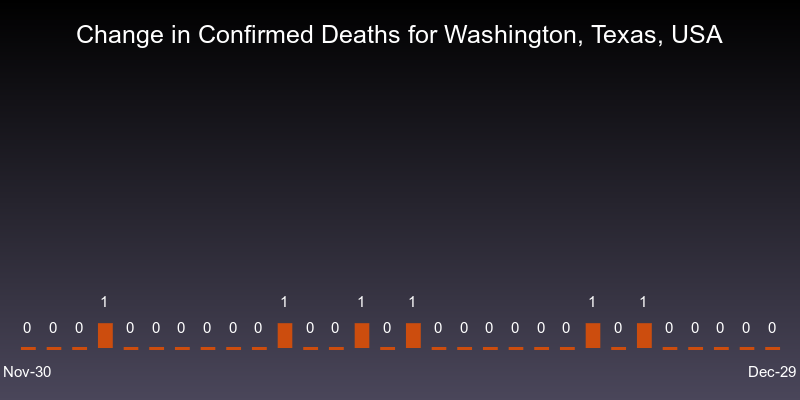 Change in Confirmed Deaths for Washington, Texas, USA
0 0 0 1 0 0 0 0 0 0 1 0 0 1 0 1 0 0 0 0 0 0 1 0 1 0 0 0 0 0
Nov-30 Dec-29